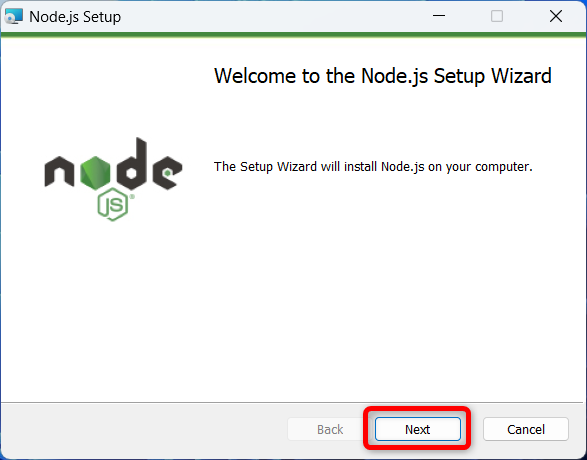 Node.js Setup
Welcome to the Node.js Setup Wizard
node
JS
The Setup Wizard will install Node.js on your computer.
Back
Next
Cancel